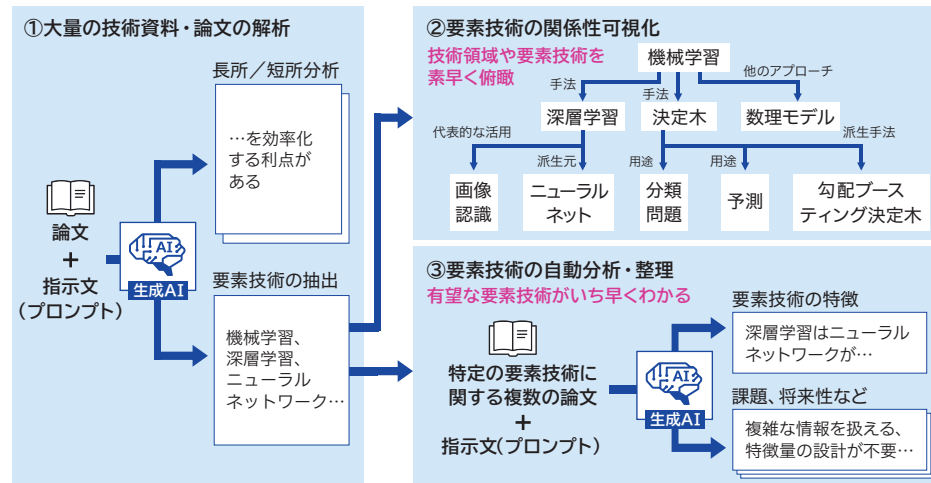 ①大量の技術資料・論文の解析
長所／短所分析
…を効率化
する利点が
ある
論文
＋
指示文
（プロンプト）
AI
生成AI
要素技術の抽出
機械学習、
深層学習、
ニューラル
ネットワーク…
②要素技術の関係性可視化
技術領域や要素技術を
素早く俯瞰
機械学習
手法
手法
他のアプローチ
深層学習
決定木
数理モデル
代表的な活用
派生元
用途
用途
派生手法
画像
認識
ニューラル
ネット
分類
問題
予測
勾配ブース
ティング決定木
③要素技術の自動分析・整理
有望な要素技術がいち早くわかる
特定の要素技術に
関する複数の論文
＋
指示文（プロンプト）
AI
生成AI
要素技術の特徴
深層学習はニューラル
ネットワークが…
課題、将来性など
複雑な情報を扱える、
特徴量の設計が不要…